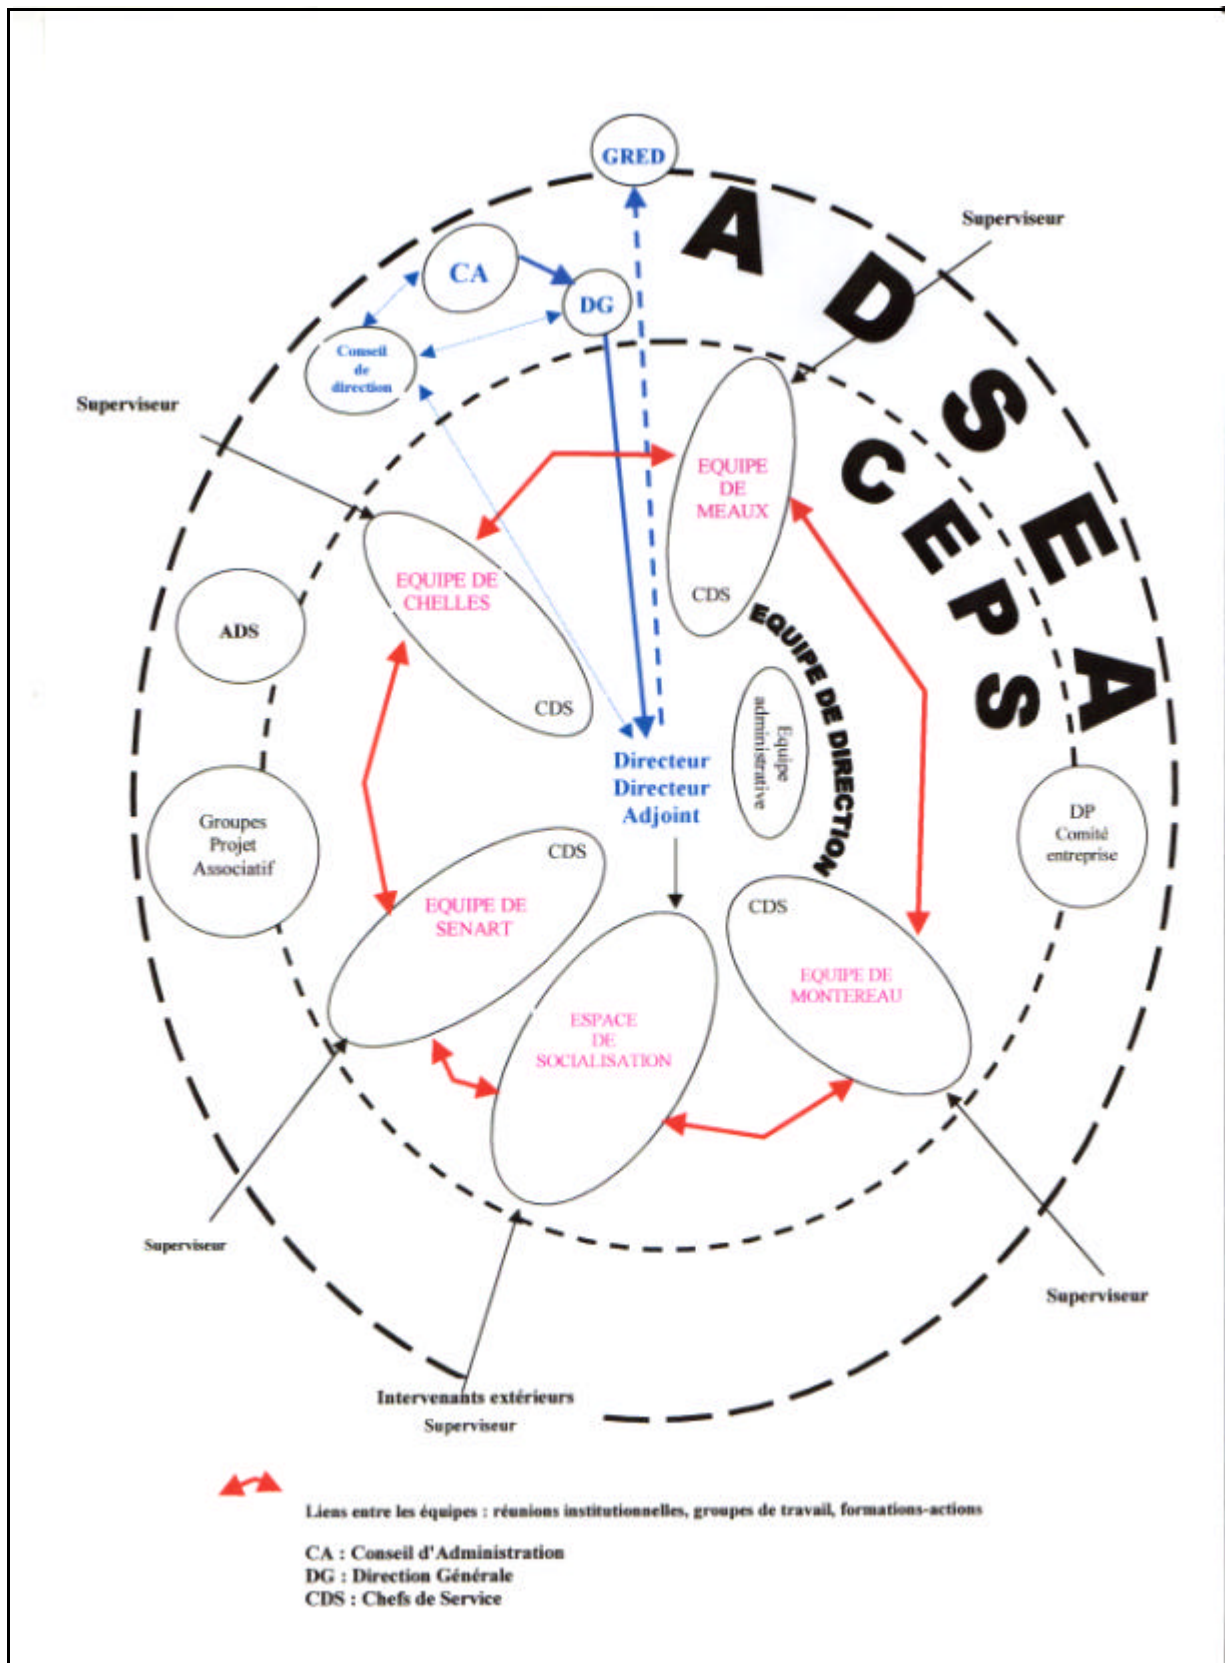 GRED
ADSEA
Superviseur
CA
DG
Conseil
de
direction
Superviseur
CEPS
EQUIPE
DE
MEAUX
CDS
EQUIPE DE
CHELLES
CDS
ADS
EQUIPE DE DIRECTION
Equipe
administrative
Directeur
Directeur
Adjoint
Groupes
Projet
Associatif
DP
Comité
entreprise
CDS
EQUIPE DE
SENART
CDS
EQUIPE DE
MONTEREAU
ESPACE
DE
SOCIALISATION
Superviseur
Superviseur
Intervenants extérieurs
Superviseur
Liens entre les équipes : réunions institutionnelles, groupes de travail, formations-actions
CA : Conseil d'Administration
DG : Direction Générale
CDS : Chefs de Service